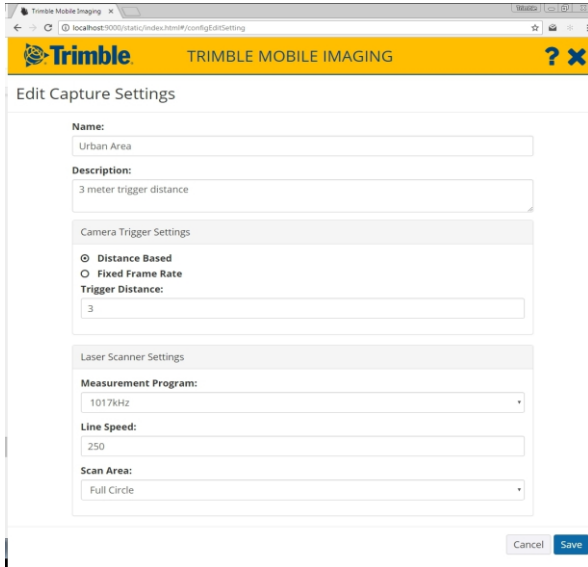 Trimble Mobile Imaging
localhost:9000/static/index.html#/configEditSetting
Trimble.
TRIMBLE MOBILE IMAGING
?
Edit Capture Settings
Name:
Urban Area
Description:
3 meter trigger distance
Camera Trigger Settings
Distance Based
Fixed Frame Rate
Trigger Distance:
3
Laser Scanner Settings
Measurement Program:
1017kHz
Line Speed:
250
Scan Area:
Full Circle
Cancel Save